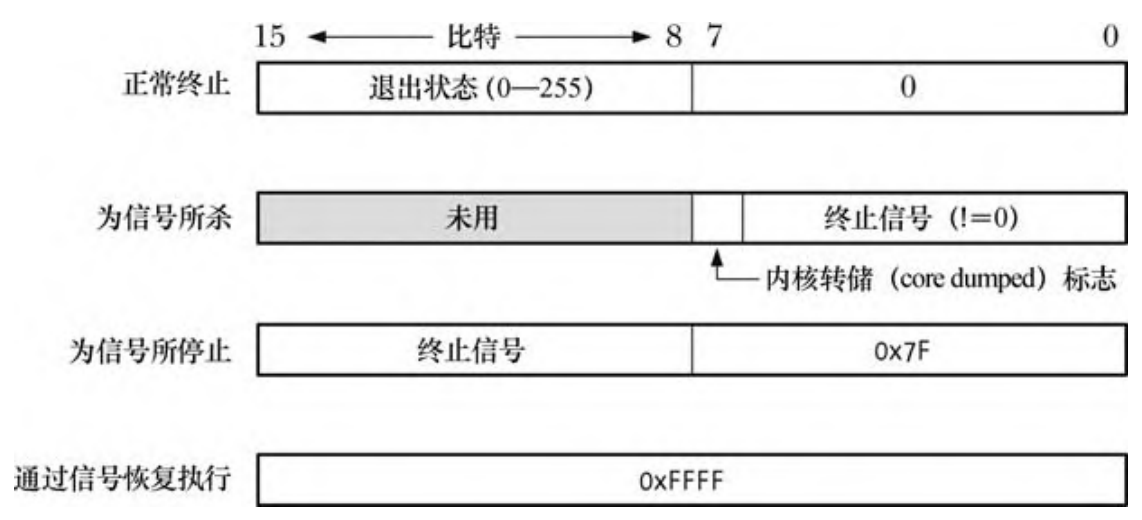 15 比特 8 7 0
正常终止 退出状态 (0—255) 0
为信号所杀 未用 终止信号 (!=0)
内核转储 (core dumped) 标志
为信号所停止 终止信号 0x7F
通过信号恢复执行 0xFFFF